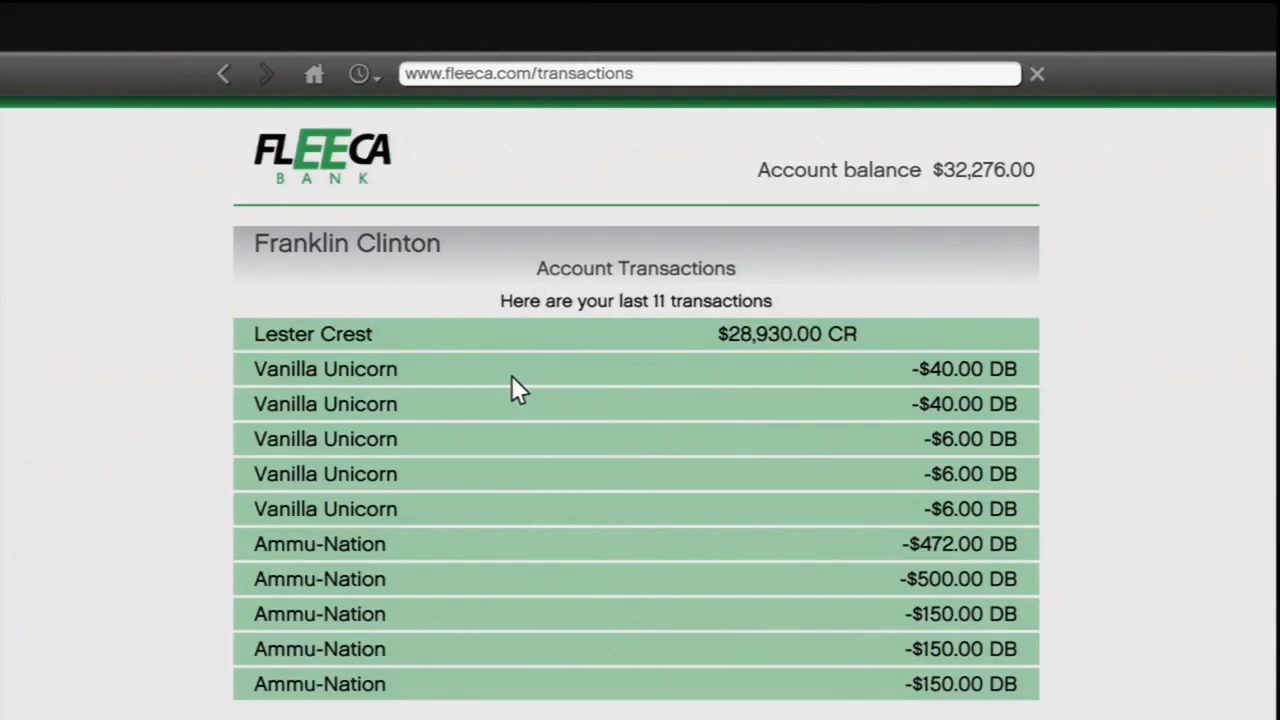 www.fleeca.com/transactions
FLEECA
BANK
Account balance $32,276.00
Franklin Clinton
Account Transactions
Here are your last 11 transactions
Lester Crest $28,930.00 CR
Vanilla Unicorn -$40.00 DB
Vanilla Unicorn -$40.00 DB
Vanilla Unicorn -$6.00 DB
Vanilla Unicorn -$6.00 DB
Vanilla Unicorn -$6.00 DB
Ammu-Nation -$472.00 DB
Ammu-Nation -$500.00 DB
Ammu-Nation -$150.00 DB
Ammu-Nation -$150.00 DB
Ammu-Nation -$150.00 DB